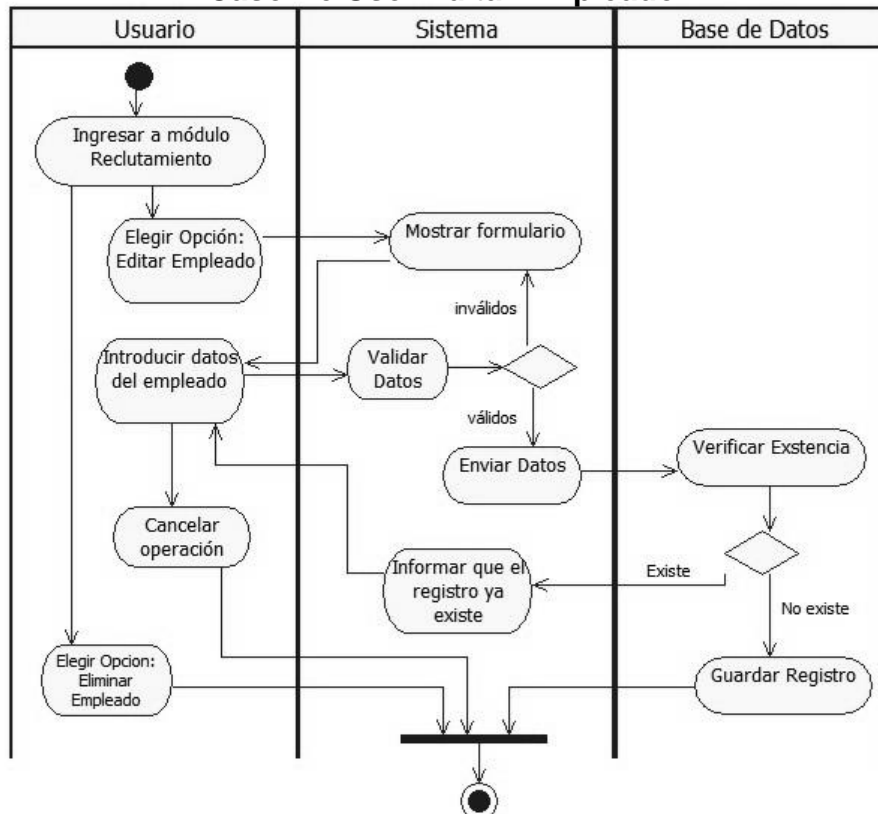 Usuario
Sistema
Base de Datos
Ingresar a módulo
Reclutamiento
Elegir Opción:
Editar Empleado
Mostrar formulario
inválidos
Introducir datos
del empleado
Validar
Datos
válidos
Enviar Datos
Verificar Exstencia
Cancelar
operación
Informar que el
registro ya
existe
Existe
No existe
Elegir Opcion:
Eliminar
Empleado
Guardar Registro